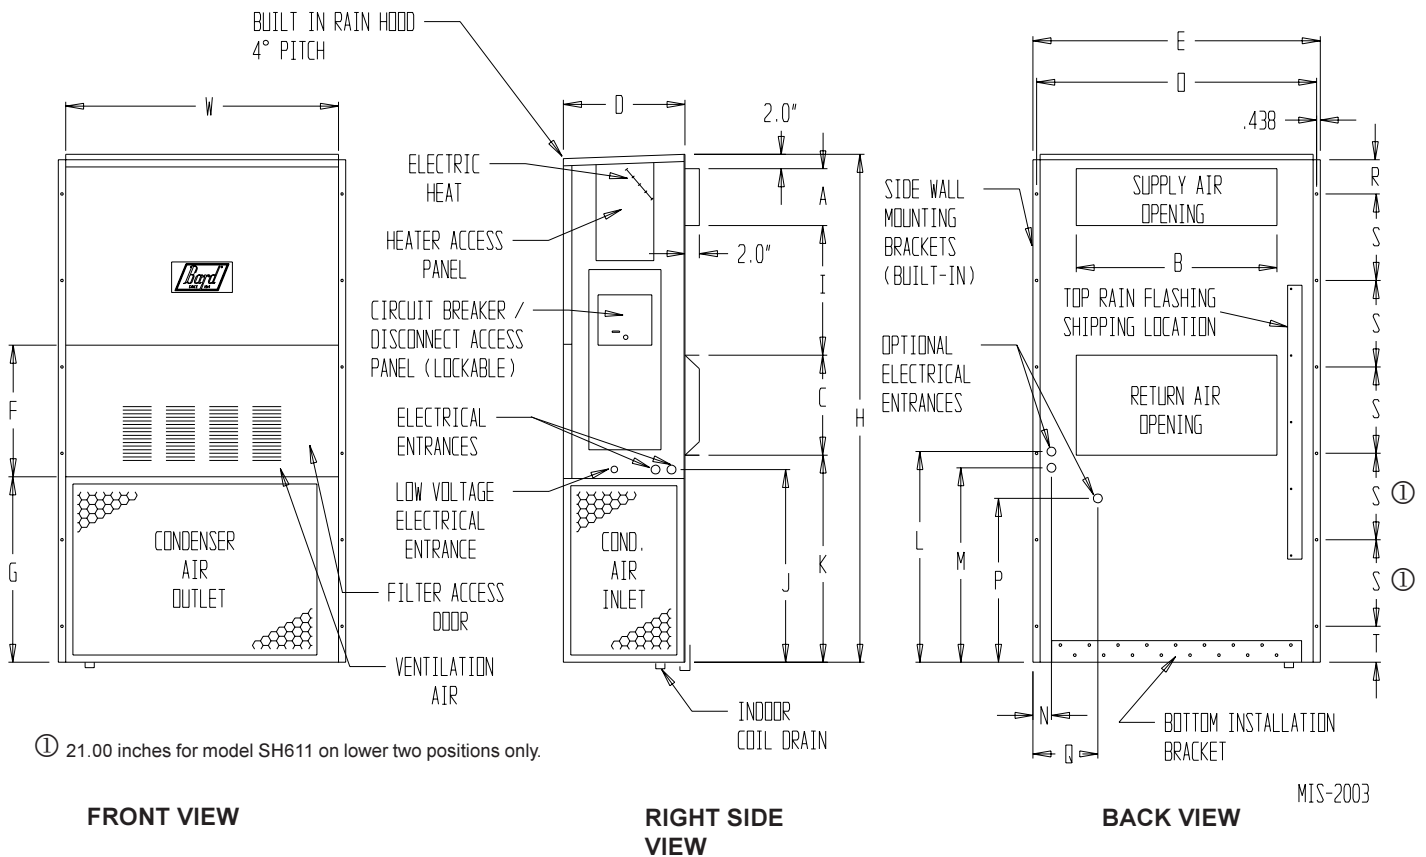 BUILT IN RAIN HOOD
4° PITCH
W
F
G
Bard
CONDENSER
AIR
OUTLET
D
2.0"
ELECTRIC
HEAT
HEATER ACCESS
PANEL
CIRCUIT BREAKER /
DISCONNECT ACCESS
PANEL (LOCKABLE)
ELECTRICAL
ENTRANCES
LOW VOLTAGE
ELECTRICAL
ENTRANCE
FILTER ACCESS
DOOR
VENTILATION
AIR
A
2.0"
I
C
H
J
K
COND.
AIR
INLET
INDOOR
COIL DRAIN
E
O
.438
SIDE WALL
MOUNTING
BRACKETS
(BUILT-IN)
SUPPLY AIR
OPENING
B
TOP RAIN FLASHING
SHIPPING LOCATION
OPTIONAL
ELECTRICAL
ENTRANCES
RETURN AIR
OPENING
R
S
S
S
S ①
S ①
T
L
M
P
N
Q
BOTTOM INSTALLATION
BRACKET
MIS-2003
① 21.00 inches for model SH611 on lower two positions only.
FRONT VIEW
RIGHT SIDE
VIEW
BACK VIEW